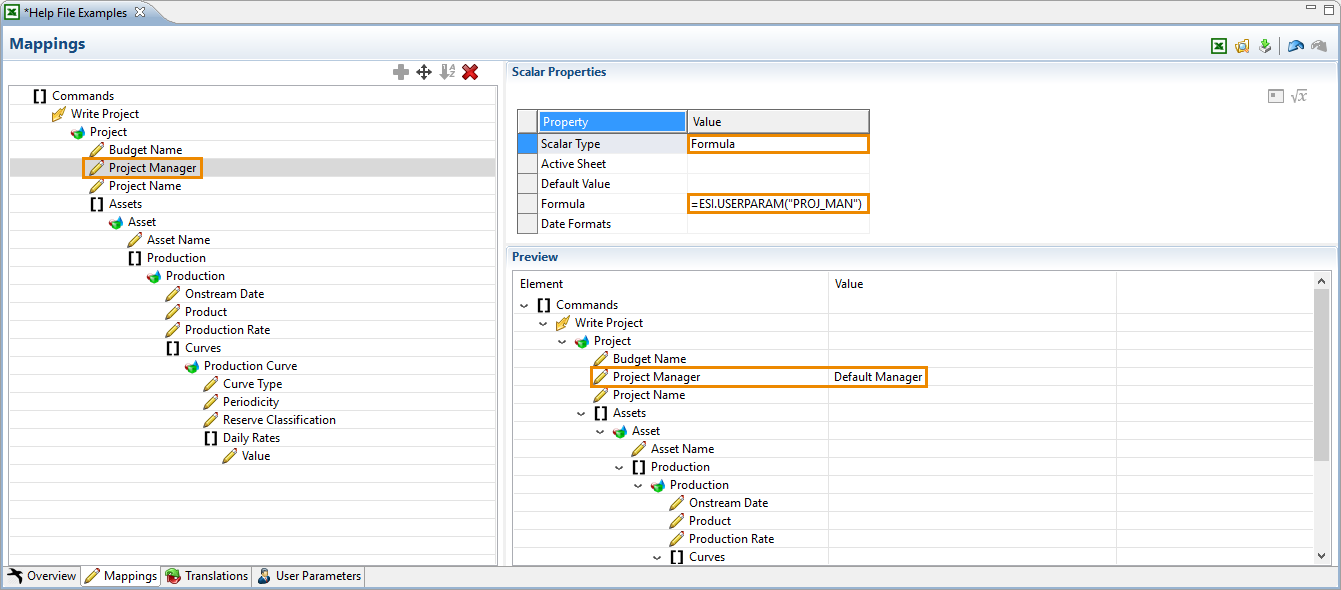 *Help File Examples
Mappings
Commands
Write Project
Project
Budget Name
Project Manager
Project Name
[] Assets
Asset
Asset Name
[] Production
Production
Onstream Date
Product
Production Rate
[] Curves
Production Curve
Curve Type
Periodicity
Reserve Classification
[] Daily Rates
Value
Scalar Properties
√x
Property Value
Scalar Type Formula
Active Sheet
Default Value
Formula =ESI.USERPARAM("PROJ_MAN")
Date Formats
Preview
Element Value
[] Commands
Write Project
Project
Budget Name
Project Manager Default Manager
Project Name
[] Assets
Asset
Asset Name
[] Production
Production
Onstream Date
Product
Production Rate
[] Curves
Overview Mappings Translations User Parameters